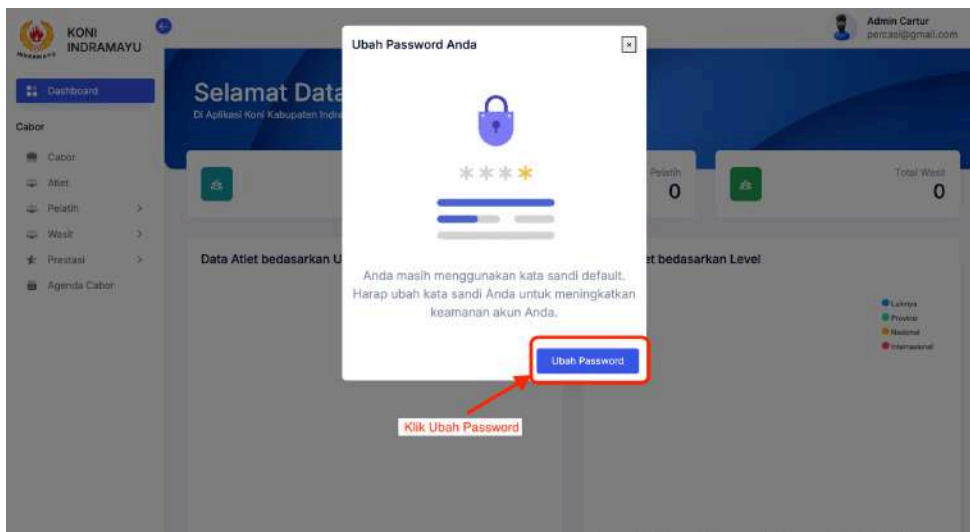 KONI
INDRAMAYU
INDRAMAYU
Admin Cartur
percasi@gmail.com
Ubah Password Anda
Dashboard
Selamat Data
Di Aplikasi Koni Kabupaten Indra
Cabor
Cabor
Atlet
Pelatih
Wasit
Prestasi
Agenda Cabor
Pelatih
0
Total Wasit
0
Data Atlet bedasarkan U
et bedasarkan Level
Lainnya
Provinsi
Nasional
Internasional
Anda masih menggunakan kata sandi default.
Harap ubah kata sandi Anda untuk meningkatkan
keamanan akun Anda.
Ubah Password
Klik Ubah Password